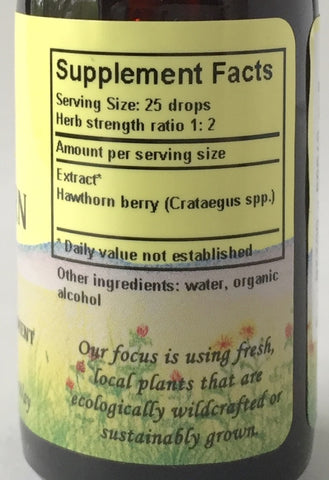 Supplement Facts
Serving Size: 25 drops
Herb strength ratio 1: 2
Amount per serving size
Extract*
Hawthorn berry (Crataegus spp.)
* Daily value not established
Other ingredients: water, organic
alcohol
Our focus is using fresh,
local plants that are
ecologically wildcrafted or
sustainably grown.